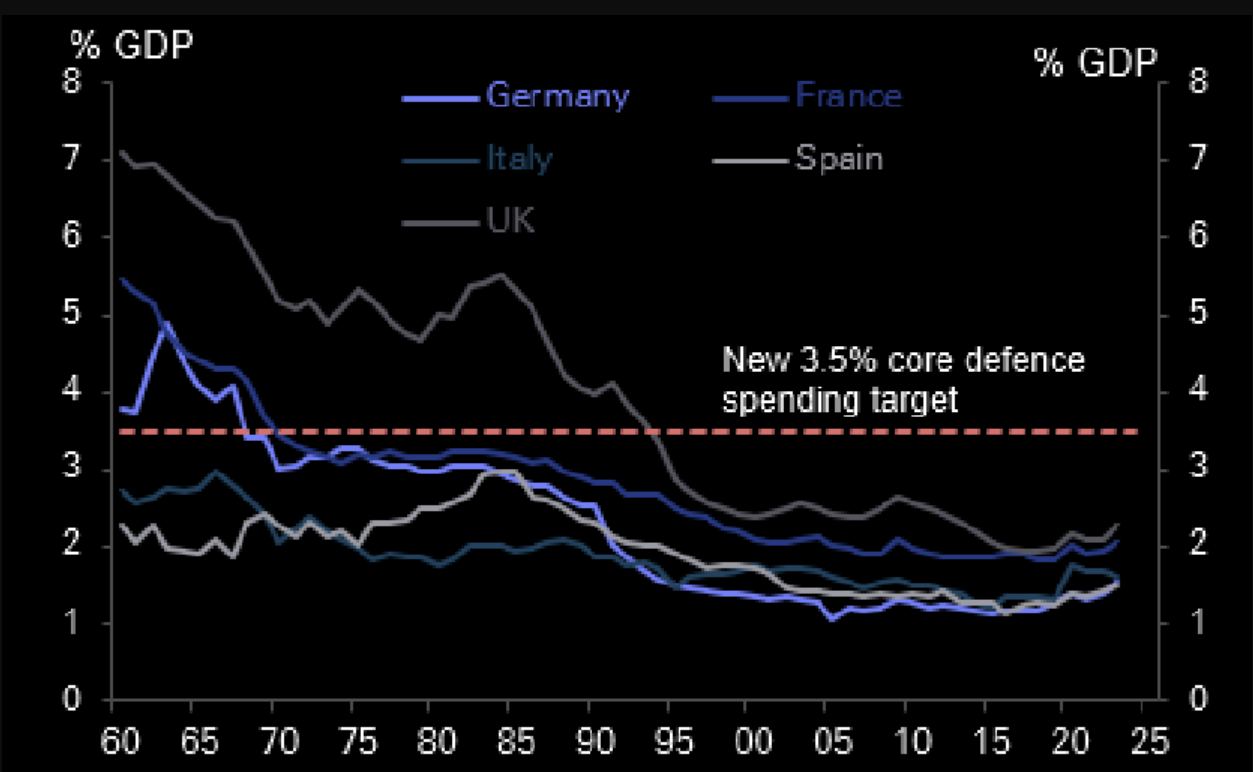 % GDP
% GDP
8
7
6
5
4
3
2
1
0
Germany
France
Italy
Spain
UK
New 3.5% core defence
spending target
8
7
6
5
4
3
2
1
0
60 65 70 75 80 85 90 95 00 05 10 15 20 25